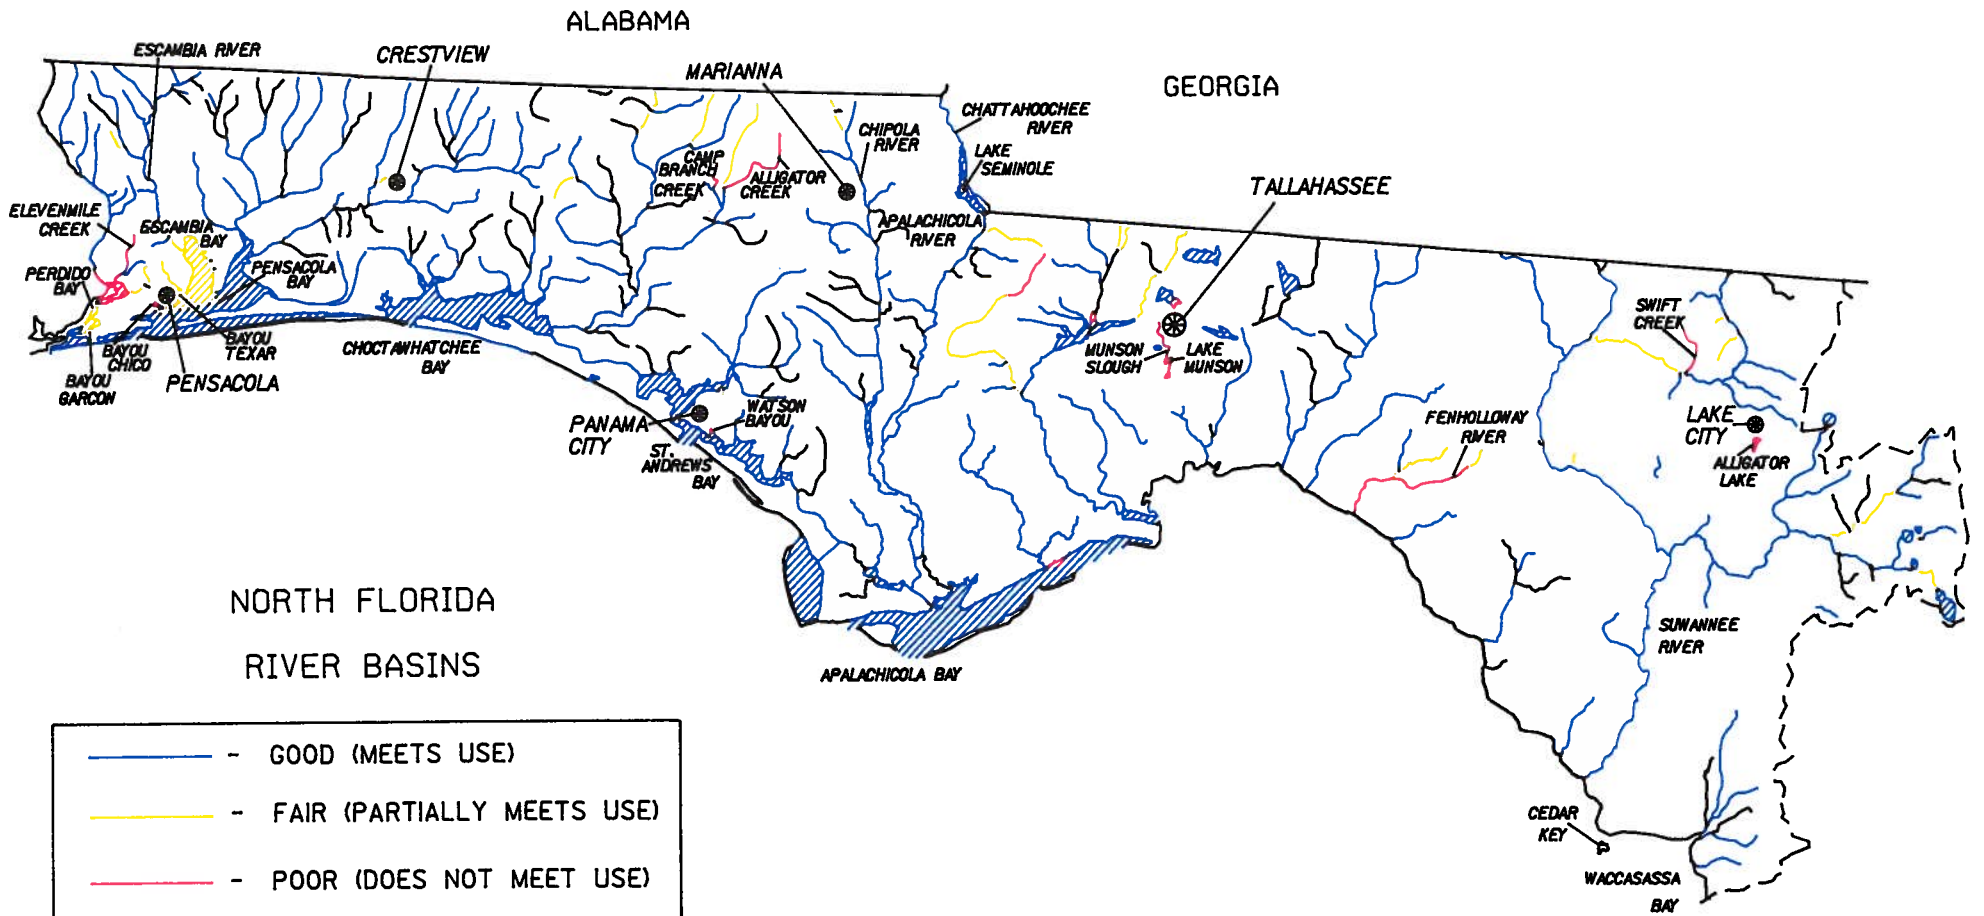 ALABAMA
GEORGIA
ESCAMBIA RIVER
CRESTVIEW
MARIANNA
CHATTAHOOCHEE
RIVER
CHIPOLA
RIVER
LAKE
SEMINOLE
CAMP
BRANCH
CREEK
ALLIGATOR
CREEK
TALLAHASSEE
ELEVENMILE
CREEK
ESCAMBIA
BAY
APALACHICOLA
RIVER
PERDIDO
BAY
PENSACOLA
BAY
BAYOU
TEXAR
BAYOU
CHICO
BAYOU
GARCON
PENSACOLA
CHOCTAWHATCHEE
BAY
MUNSON
SLOUGH
LAKE
MUNSON
SWIFT
CREEK
PANAMA
CITY
WATSON
BAYOU
ST.
ANDREWS
BAY
FENHOLLOWAY
RIVER
LAKE
CITY
ALLIGATOR
LAKE
NORTH FLORIDA
RIVER BASINS
APALACHICOLA BAY
SUWANNEE
RIVER
CEDAR
KEY
WACCASASSA
BAY
- GOOD (MEETS USE)
- FAIR (PARTIALLY MEETS USE)
- POOR (DOES NOT MEET USE)